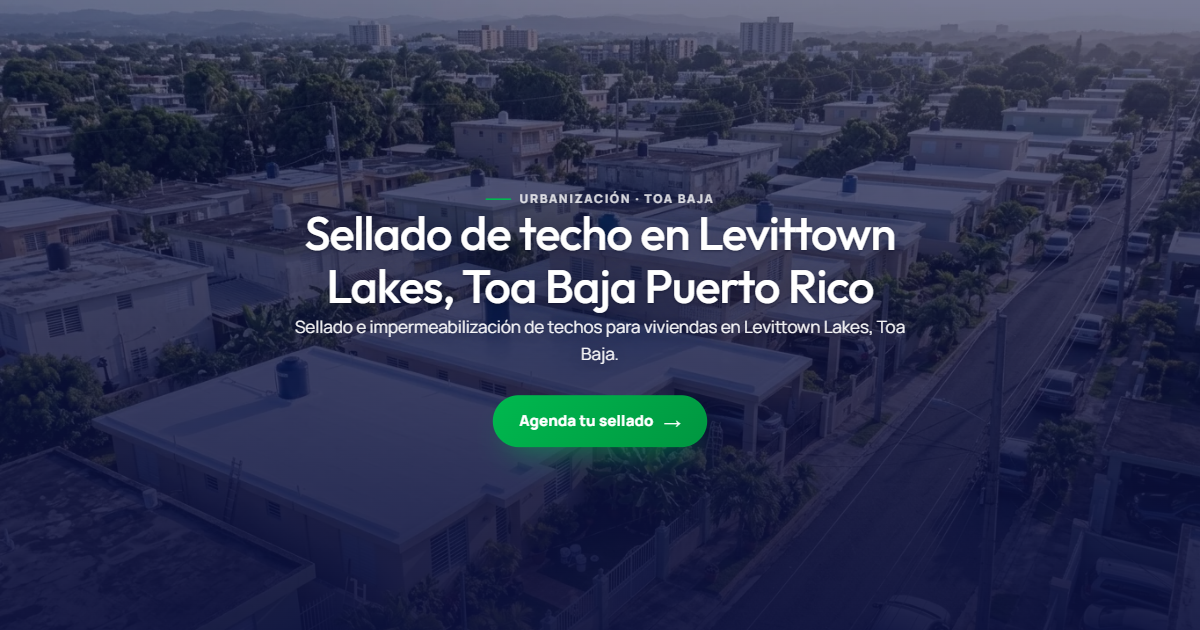 URBANIZACIÓN · TOA BAJA
Sellado de techo en Levittown
Lakes, Toa Baja Puerto Rico
Sellado e impermeabilización de techos para viviendas en Levittown Lakes, Toa
Baja.
Agenda tu sellado →